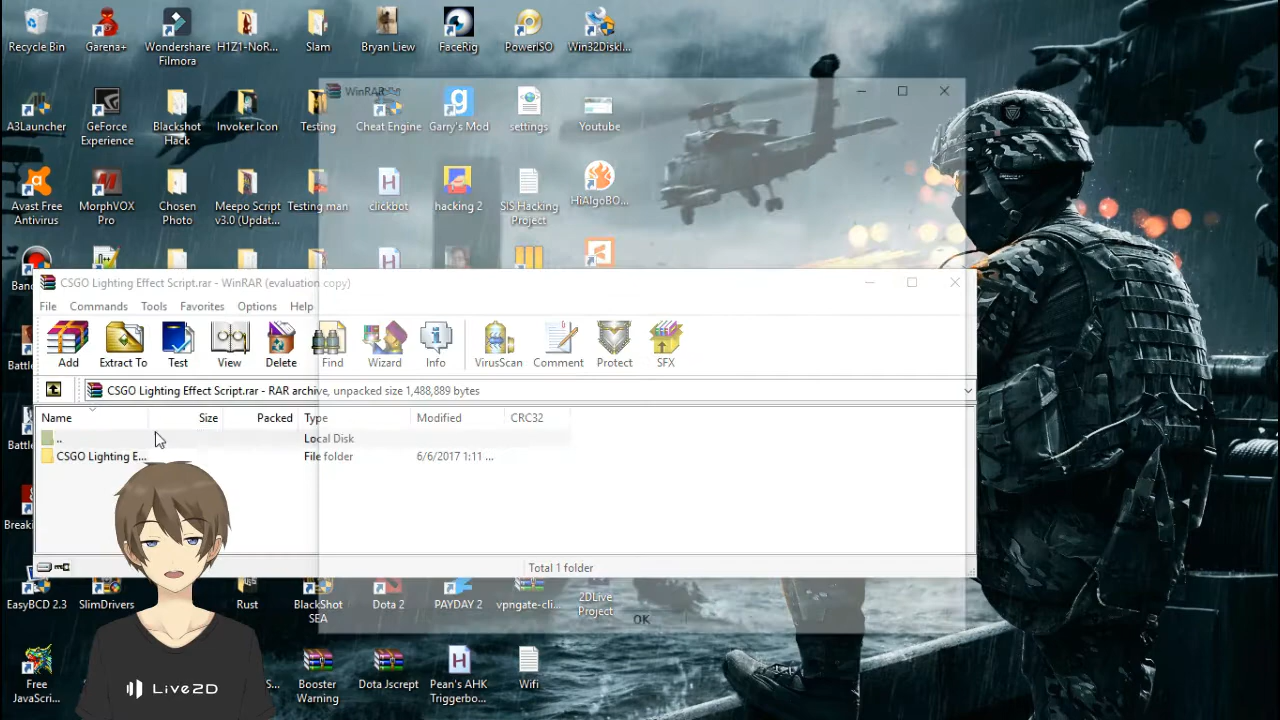 Recycle Bin
Garena+
Wondershare
Filmora
H1Z1-NoR...
Slam
Bryan Liew
FaceRig
PowerISO
Win32DiskI...
WinRAR
A3Launcher
GeForce
Experience
Blackshot
Hack
Invoker Icon
Testing
Cheat Engine
Garry's Mod
settings
Youtube
Avast Free
Antivirus
MorphVOX
Pro
Chosen
Photo
Meepo Script
v3.0 (Updat...
Testing man
clickbot
hacking 2
SIS Hacking
Project
HiAlgoBO...
CSGO Lighting Effect Script.rar - WinRAR (evaluation copy)
File Commands Tools Favorites Options Help
Add Extract To Test View Delete Find Wizard Info VirusScan Comment Protect SFX
CSGO Lighting Effect Script.rar - RAR archive, unpacked size 1,488,889 bytes
Name Size Packed Type Modified CRC32
.. Local Disk
CSGO Lighting E... File folder 6/6/2017 1:11 ...
Total 1 folder
EasyBCD 2.3
SlimDrivers
Rust
BlackShot
SEA
Dota 2
PAYDAY 2
vpngate-cli...
2DLive
Project
OK
Free
JavaScri...
S...
Booster
Warning
Dota Jscrept
Pean's AHK
Triggerbo...
Wifi
Live2D